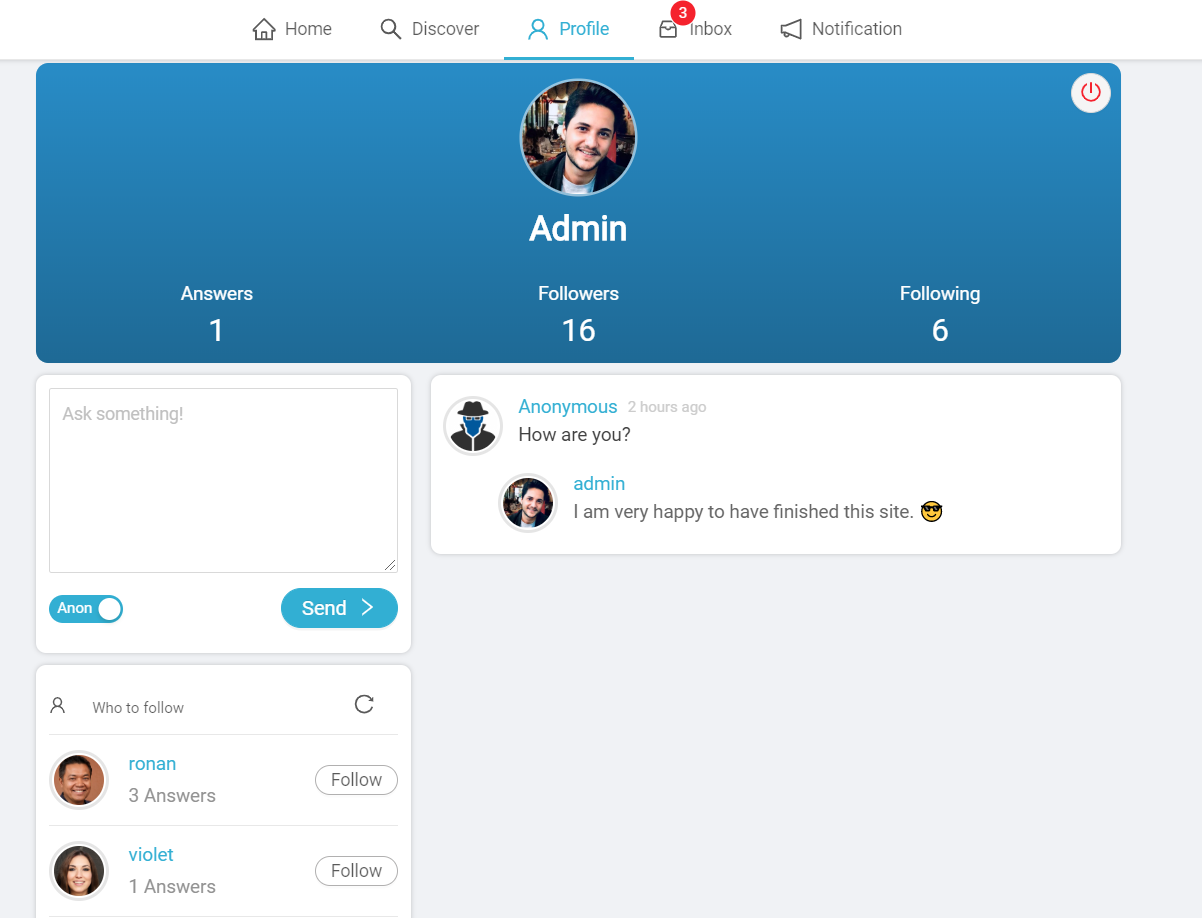 Home Discover Profile 3 Inbox Notification
Admin
Answers Followers Following
1 16 6
Ask something!
Anon Send
Anonymous 2 hours ago
How are you?
admin
I am very happy to have finished this site. 😎
Who to follow
ronan
3 Answers
Follow
violet
1 Answers
Follow